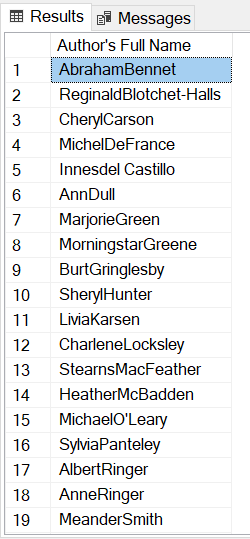 Results Messages
Author's Full Name
1 AbrahamBennet
2 ReginaldBlotchet-Halls
3 CherylCarson
4 MichelDeFrance
5 Innesdel Castillo
6 AnnDull
7 MarjorieGreen
8 MorningstarGreene
9 BurtGringlesby
10 SherylHunter
11 LiviaKarsen
12 CharleneLocksley
13 StearnsMacFeather
14 HeatherMcBadden
15 MichaelO'Leary
16 SylviaPanteley
17 AlbertRinger
18 AnneRinger
19 MeanderSmith